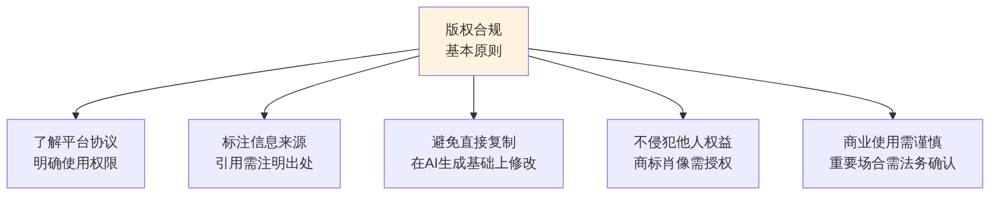 版权合规
基本原则
了解平台协议
明确使用权限
标注信息来源
引用需注明出处
避免直接复制
在AI生成基础上修改
不侵犯他人权益
商标肖像需授权
商业使用需谨慎
重要场合需法务确认